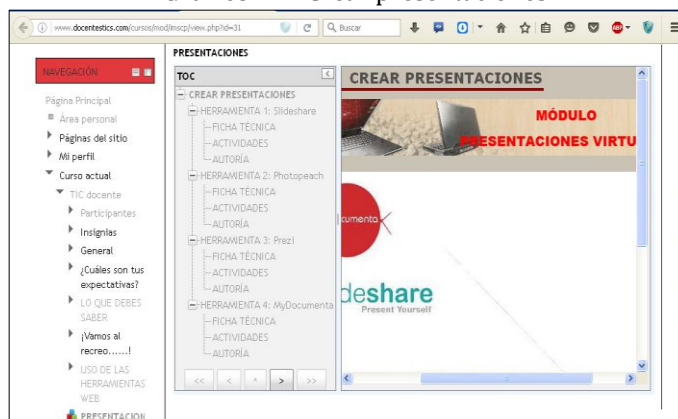 www.docentestics.com/cursos/mod/imscp/view.php?id=31
Buscar
PRESENTACIONES
NAVEGACIÓN
Página Principal
Área personal
Páginas del sitio
Mi perfil
Curso actual
TIC docente
Participantes
Insignias
General
¿Cuáles son tus
expectativas?
LO QUE DEBES
SABER
¡Vamos al
recreo......!
USO DE LAS
HERRAMIENTAS
WEB
PRESENTACION
TOC
CREAR PRESENTACIONES
HERRAMIENTA 1: Slideshare
FICHA TÉCNICA
ACTIVIDADES
AUTORÍA
HERRAMIENTA 2: Photopeach
FICHA TÉCNICA
ACTIVIDADES
AUTORÍA
HERRAMIENTA 3: Prezi
FICHA TÉCNICA
ACTIVIDADES
AUTORÍA
HERRAMIENTA 4: MyDocumenta
FICHA TÉCNICA
ACTIVIDADES
AUTORÍA
<< < ^ > >>
CREAR PRESENTACIONES
MÓDULO
PRESENTACIONES VIRTU
cumenta
deshare
Present Yourself